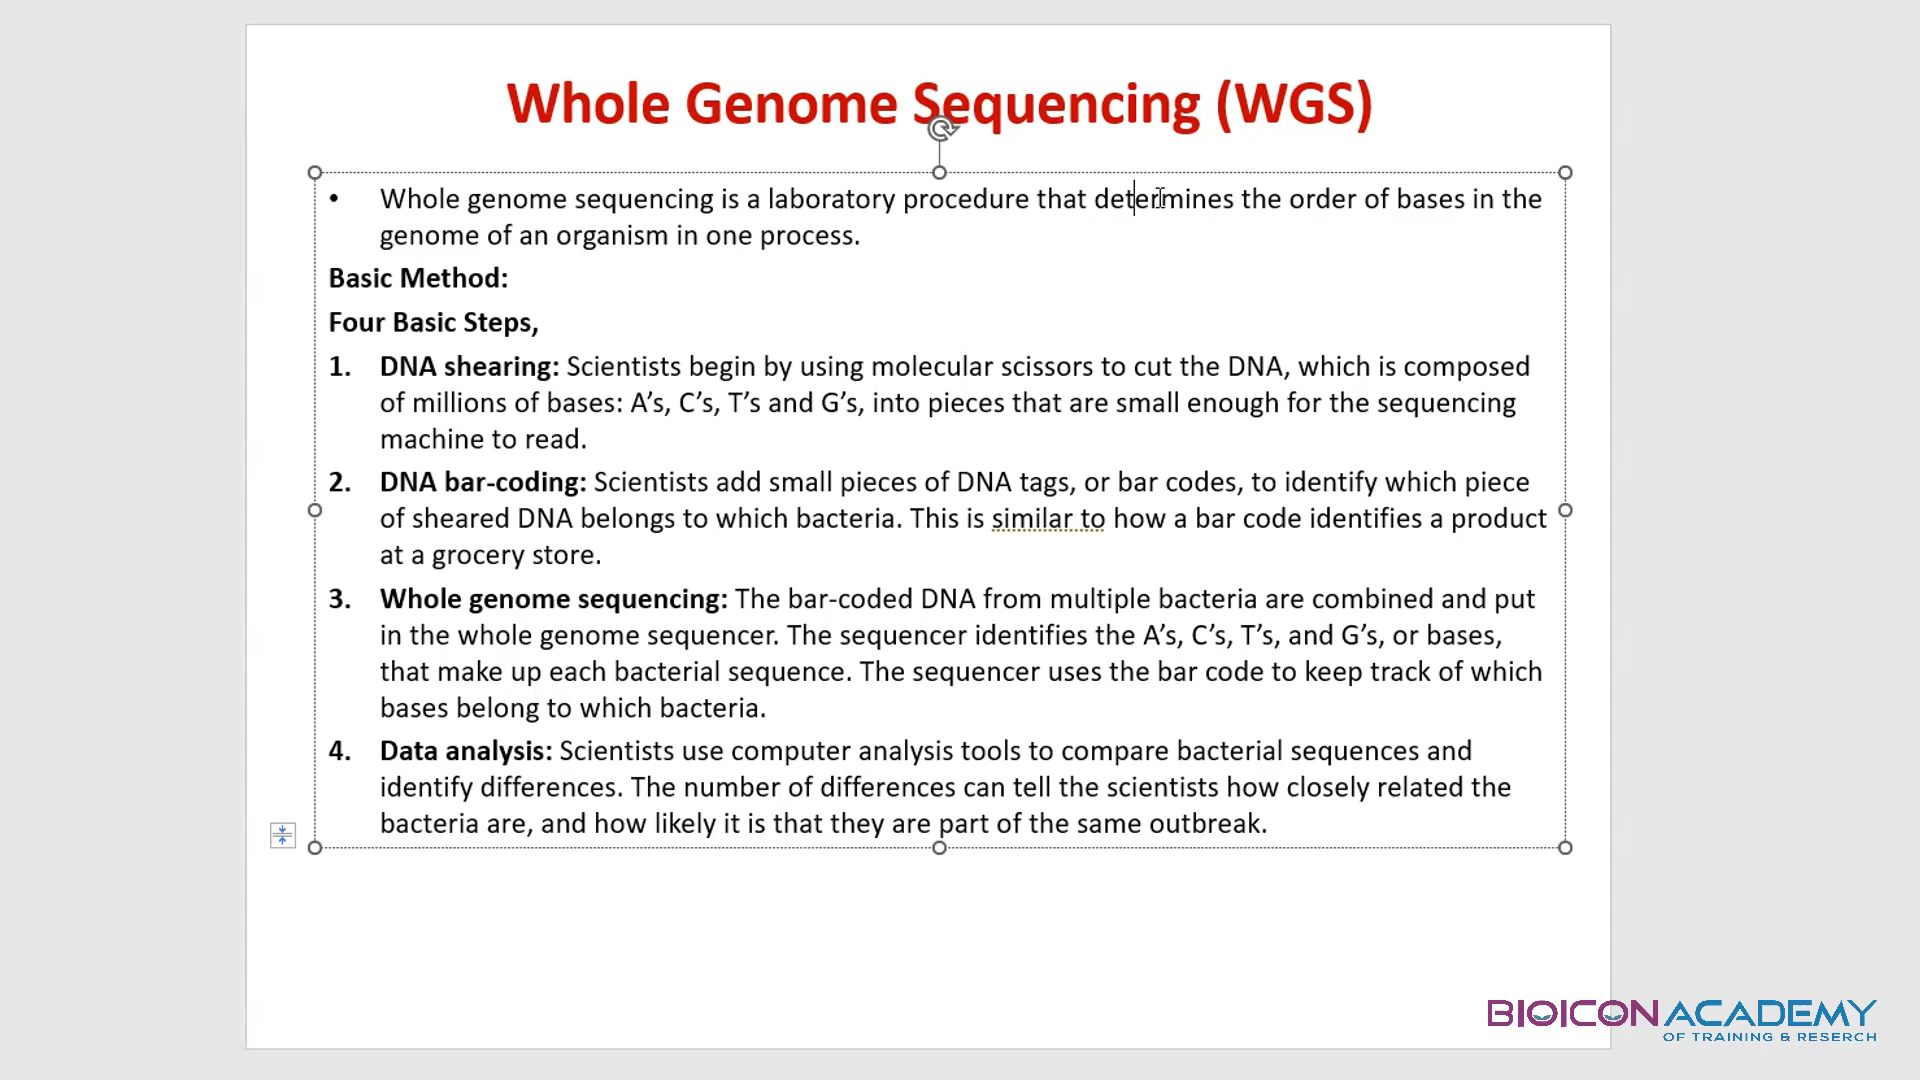 Whole Genome Sequencing (WGS)
• Whole genome sequencing is a laboratory procedure that determines the order of bases in the
genome of an organism in one process.
Basic Method:
Four Basic Steps,
1. DNA shearing: Scientists begin by using molecular scissors to cut the DNA, which is composed
of millions of bases: A’s, C’s, T’s and G’s, into pieces that are small enough for the sequencing
machine to read.
2. DNA bar-coding: Scientists add small pieces of DNA tags, or bar codes, to identify which piece
of sheared DNA belongs to which bacteria. This is similar to how a bar code identifies a product
at a grocery store.
3. Whole genome sequencing: The bar-coded DNA from multiple bacteria are combined and put
in the whole genome sequencer. The sequencer identifies the A’s, C’s, T’s, and G’s, or bases,
that make up each bacterial sequence. The sequencer uses the bar code to keep track of which
bases belong to which bacteria.
4. Data analysis: Scientists use computer analysis tools to compare bacterial sequences and
identify differences. The number of differences can tell the scientists how closely related the
bacteria are, and how likely it is that they are part of the same outbreak.
BIOICON ACADEMY
OF TRAINING & RESERCH